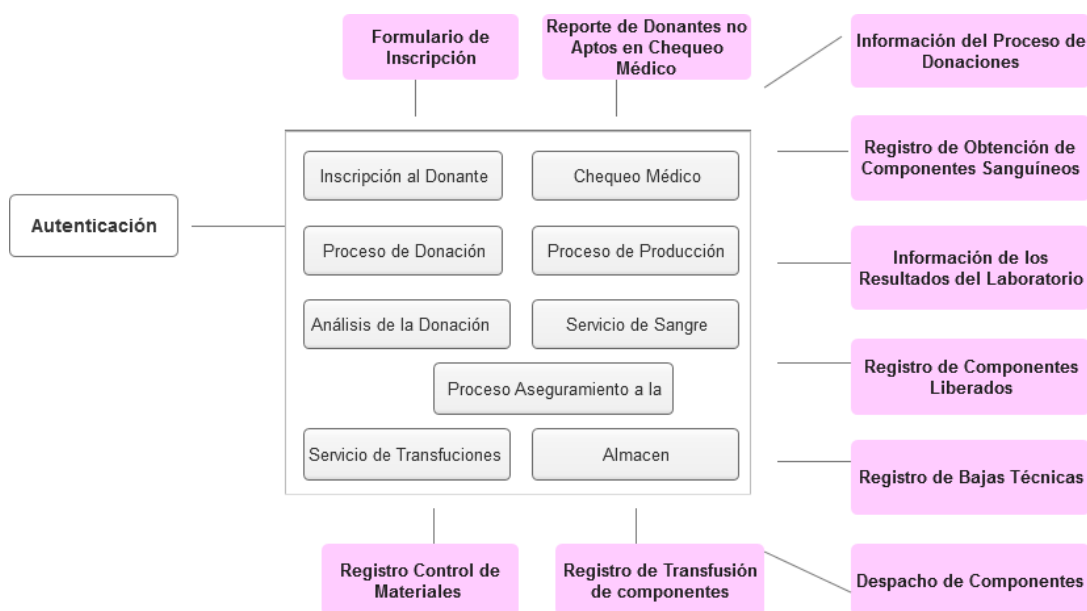 Formulario de
Inscripción
Reporte de Donantes no
Aptos en Chequeo
Médico
Información del Proceso de
Donaciones
Registro de Obtención de
Componentes Sanguíneos
Autenticación
Inscripción al Donante
Chequeo Médico
Proceso de Donación
Proceso de Producción
Información de los
Resultados del Laboratorio
Análisis de la Donación
Servicio de Sangre
Proceso Aseguramiento a la
Registro de Componentes
Liberados
Servicio de Transfuciones
Almacen
Registro de Bajas Técnicas
Registro Control de
Materiales
Registro de Transfusión
de componentes
Despacho de Componentes